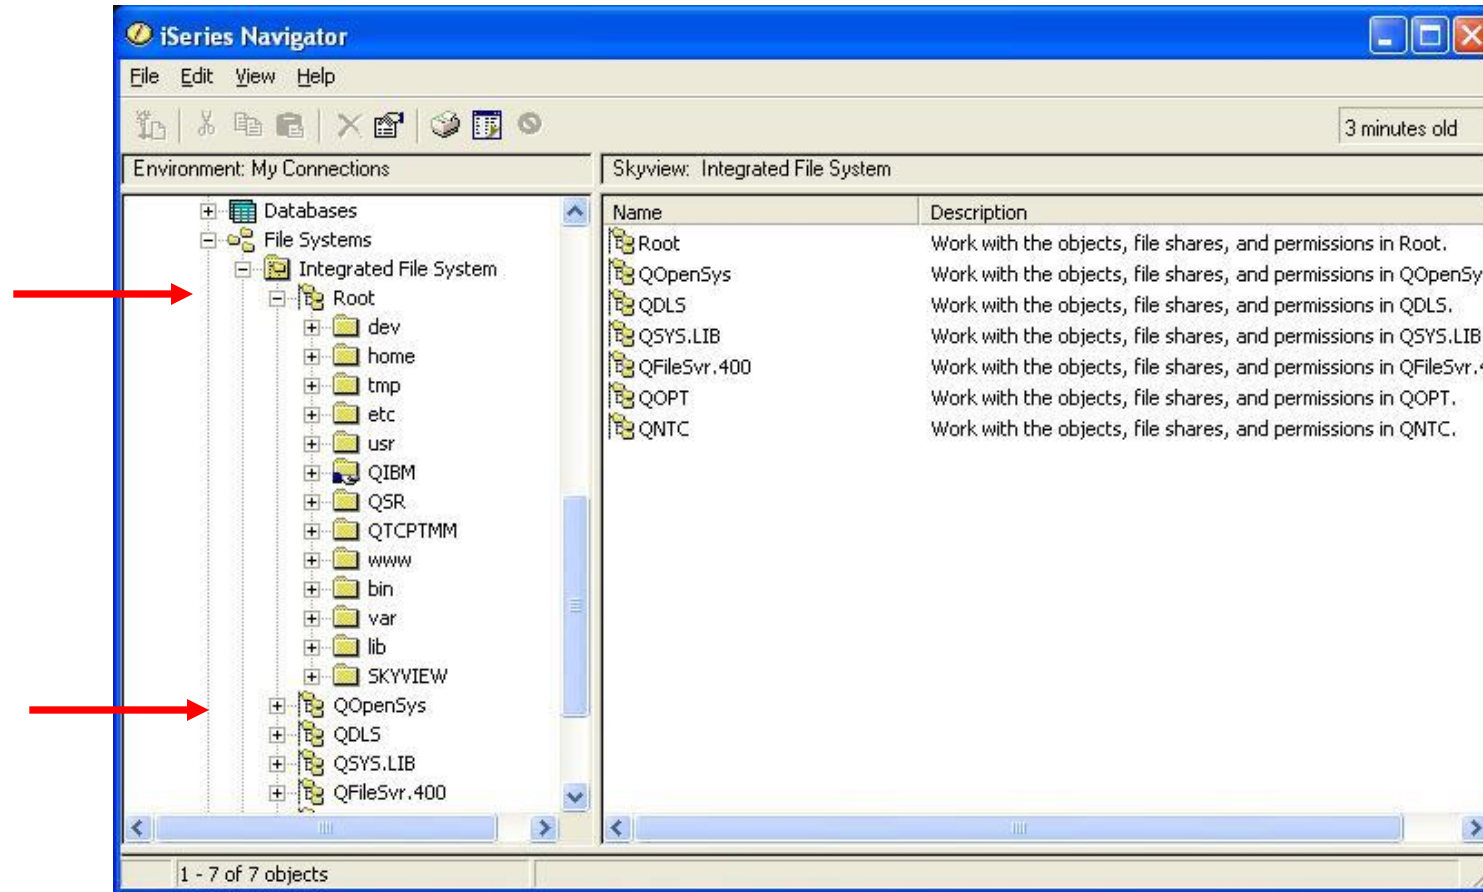 iSeries Navigator
File Edit View Help
3 minutes old
Environment: My Connections
Skyview: Integrated File System
Databases
File Systems
Integrated File System
Root
dev
home
tmp
etc
usr
QIBM
QSR
QTCPTMM
www
bin
var
lib
SKYVIEW
QOpenSys
QDLS
QSYS.LIB
QFileSvr.400
Name Description
Root Work with the objects, file shares, and permissions in Root.
QOpenSys Work with the objects, file shares, and permissions in QOpenSy
QDLS Work with the objects, file shares, and permissions in QDLS.
QSYS.LIB Work with the objects, file shares, and permissions in QSYS.LIB
QFileSvr.400 Work with the objects, file shares, and permissions in QFileSvr.4
QOPT Work with the objects, file shares, and permissions in QOPT.
QNTC Work with the objects, file shares, and permissions in QNTC.
1 - 7 of 7 objects